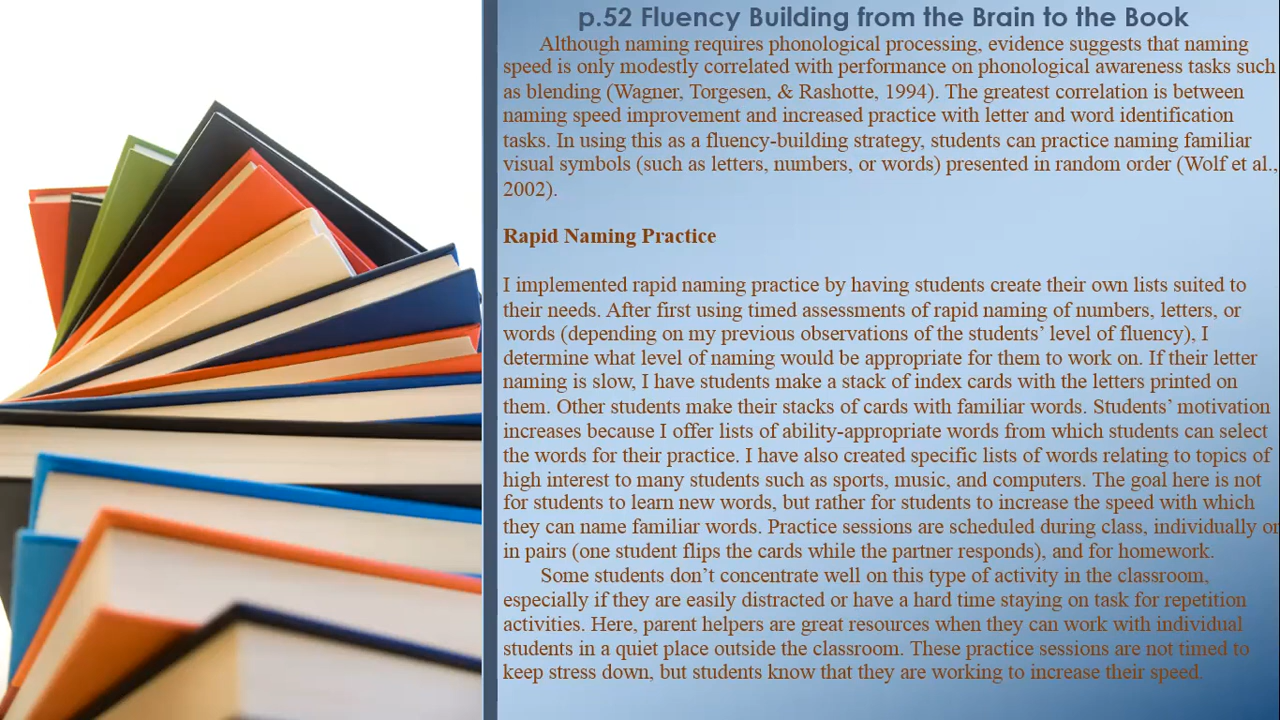 p.52 Fluency Building from the Brain to the Book
Although naming requires phonological processing, evidence suggests that naming
speed is only modestly correlated with performance on phonological awareness tasks such
as blending (Wagner, Torgesen, & Rashotte, 1994). The greatest correlation is between
naming speed improvement and increased practice with letter and word identification
tasks. In using this as a fluency-building strategy, students can practice naming familiar
visual symbols (such as letters, numbers, or words) presented in random order (Wolf et al.,
2002).
Rapid Naming Practice
I implemented rapid naming practice by having students create their own lists suited to
their needs. After first using timed assessments of rapid naming of numbers, letters, or
words (depending on my previous observations of the students’ level of fluency), I
determine what level of naming would be appropriate for them to work on. If their letter
naming is slow, I have students make a stack of index cards with the letters printed on
them. Other students make their stacks of cards with familiar words. Students’ motivation
increases because I offer lists of ability-appropriate words from which students can select
the words for their practice. I have also created specific lists of words relating to topics of
high interest to many students such as sports, music, and computers. The goal here is not
for students to learn new words, but rather for students to increase the speed with which
they can name familiar words. Practice sessions are scheduled during class, individually or
in pairs (one student flips the cards while the partner responds), and for homework.
Some students don’t concentrate well on this type of activity in the classroom,
especially if they are easily distracted or have a hard time staying on task for repetition
activities. Here, parent helpers are great resources when they can work with individual
students in a quiet place outside the classroom. These practice sessions are not timed to
keep stress down, but students know that they are working to increase their speed.